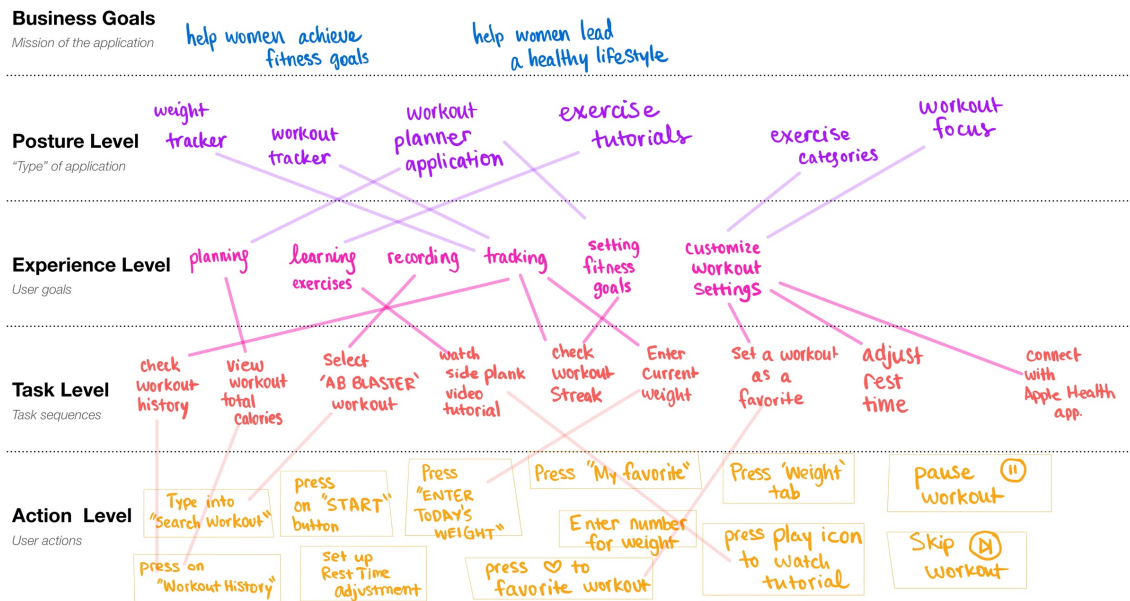 Business Goals
Mission of the application
help women achieve
fitness goals
help women lead
a healthy lifestyle
Posture Level
"Type" of application
weight
tracker
workout
tracker
workout
planner
application
exercise
tutorials
exercise
categories
workout
focus
Experience Level
User goals
planning
learning
exercises
recording
tracking
setting
fitness
goals
customize
workout
settings
Task Level
Task sequences
check
workout
history
view
workout
total
calories
Select
'AB BLASTER'
workout
watch
side plank
video
tutorial
check
workout
Streak
Enter
current
weight
Set a workout
as a
favorite
adjust
rest
time
connect
with
Apple Health
app.
Action Level
User actions
Type into
"Search Workout"
press
on "START"
button
Press
"ENTER
TODAY'S
WEIGHT"
Press "My favorite"
Press 'Weight'
tab
pause ⏸
workout
press on
"Workout History"
Set up
Rest Time
adjustment
press ♡ to
favorite workout
Enter number
for weight
press play icon
to watch
tutorial
Skip
workout